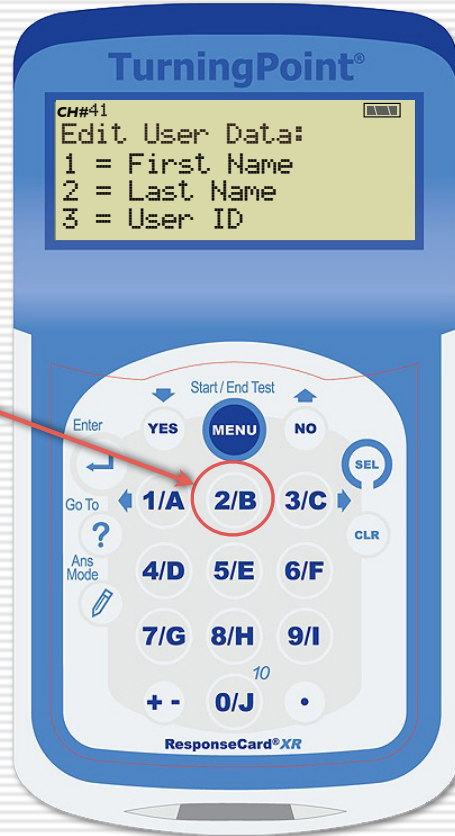 TurningPoint®
CH#41
Edit User Data:
1 = First Name
2 = Last Name
3 = User ID
Start / End Test
Enter
YES
MENU
NO
SEL
Go To
1/A
2/B
3/C
?
CLR
Ans
Mode
4/D
5/E
6/F
7/G
8/H
9/I
10
+ -
0/J
•
ResponseCard®XR